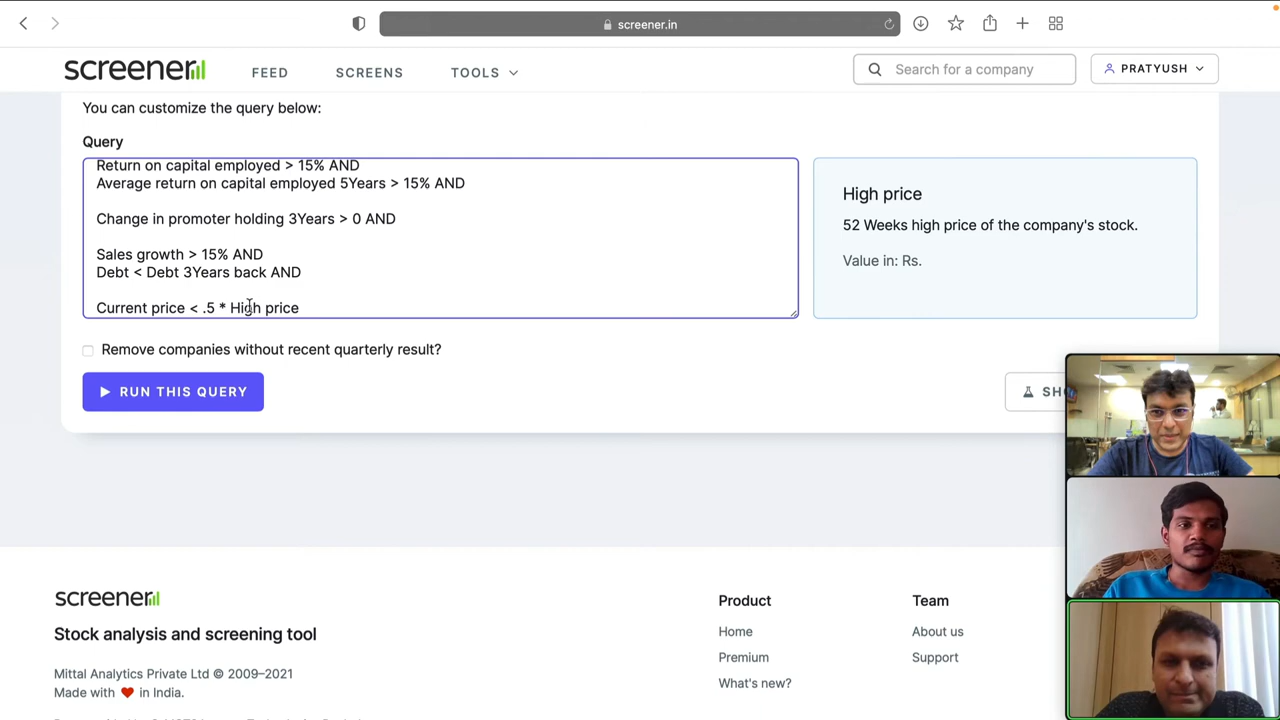 screener.in
screener
FEED
SCREENS
TOOLS
Search for a company
PRATYUSH
You can customize the query below:
Query
Return on capital employed > 15% AND
Average return on capital employed 5Years > 15% AND
Change in promoter holding 3Years > 0 AND
Sales growth > 15% AND
Debt < Debt 3Years back AND
Current price < .5 * High price
High price
52 Weeks high price of the company's stock.
Value in: Rs.
Remove companies without recent quarterly result?
RUN THIS QUERY
screener
Stock analysis and screening tool
Mittal Analytics Private Ltd © 2009–2021
Made with ❤ in India.
Product
Home
Premium
What's new?
Team
About us
Support